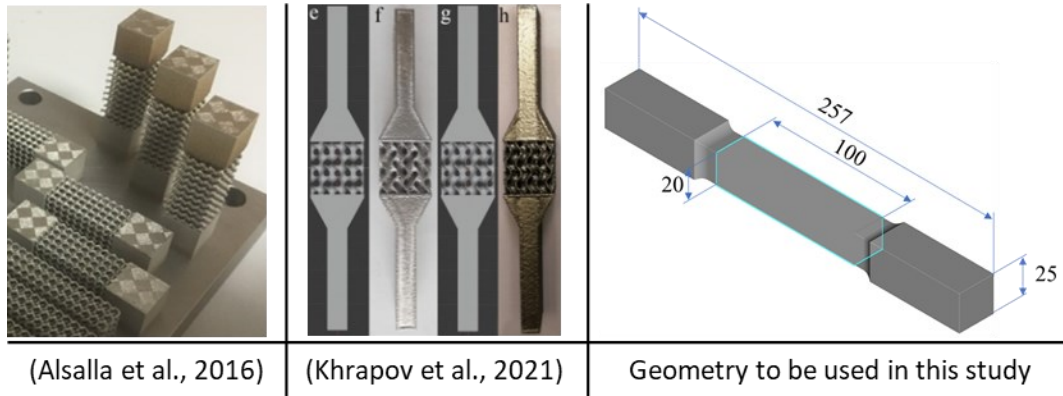 e f g h
257
100
20
25
(Alsalla et al., 2016) (Khrapov et al., 2021) Geometry to be used in this study